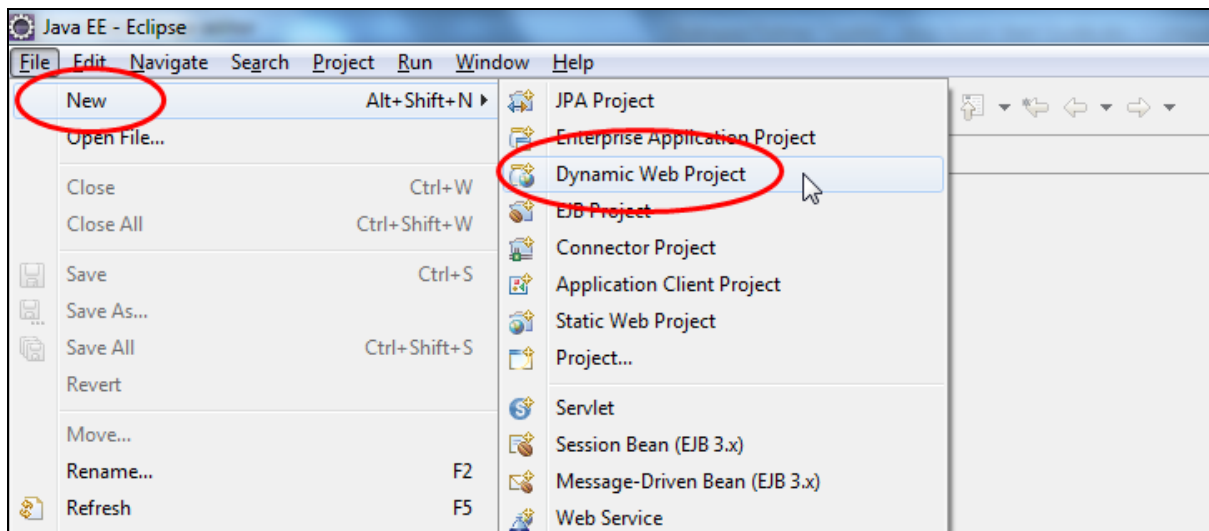 Java EE - Eclipse
File Edit Navigate Search Project Run Window Help
New Alt+Shift+N
Open File...
Close Ctrl+W
Close All Ctrl+Shift+W
Save Ctrl+S
Save As...
Save All Ctrl+Shift+S
Revert
Move...
Rename... F2
Refresh F5
JPA Project
Enterprise Application Project
Dynamic Web Project
EJB Project
Connector Project
Application Client Project
Static Web Project
Project...
Servlet
Session Bean (EJB 3.x)
Message-Driven Bean (EJB 3.x)
Web Service